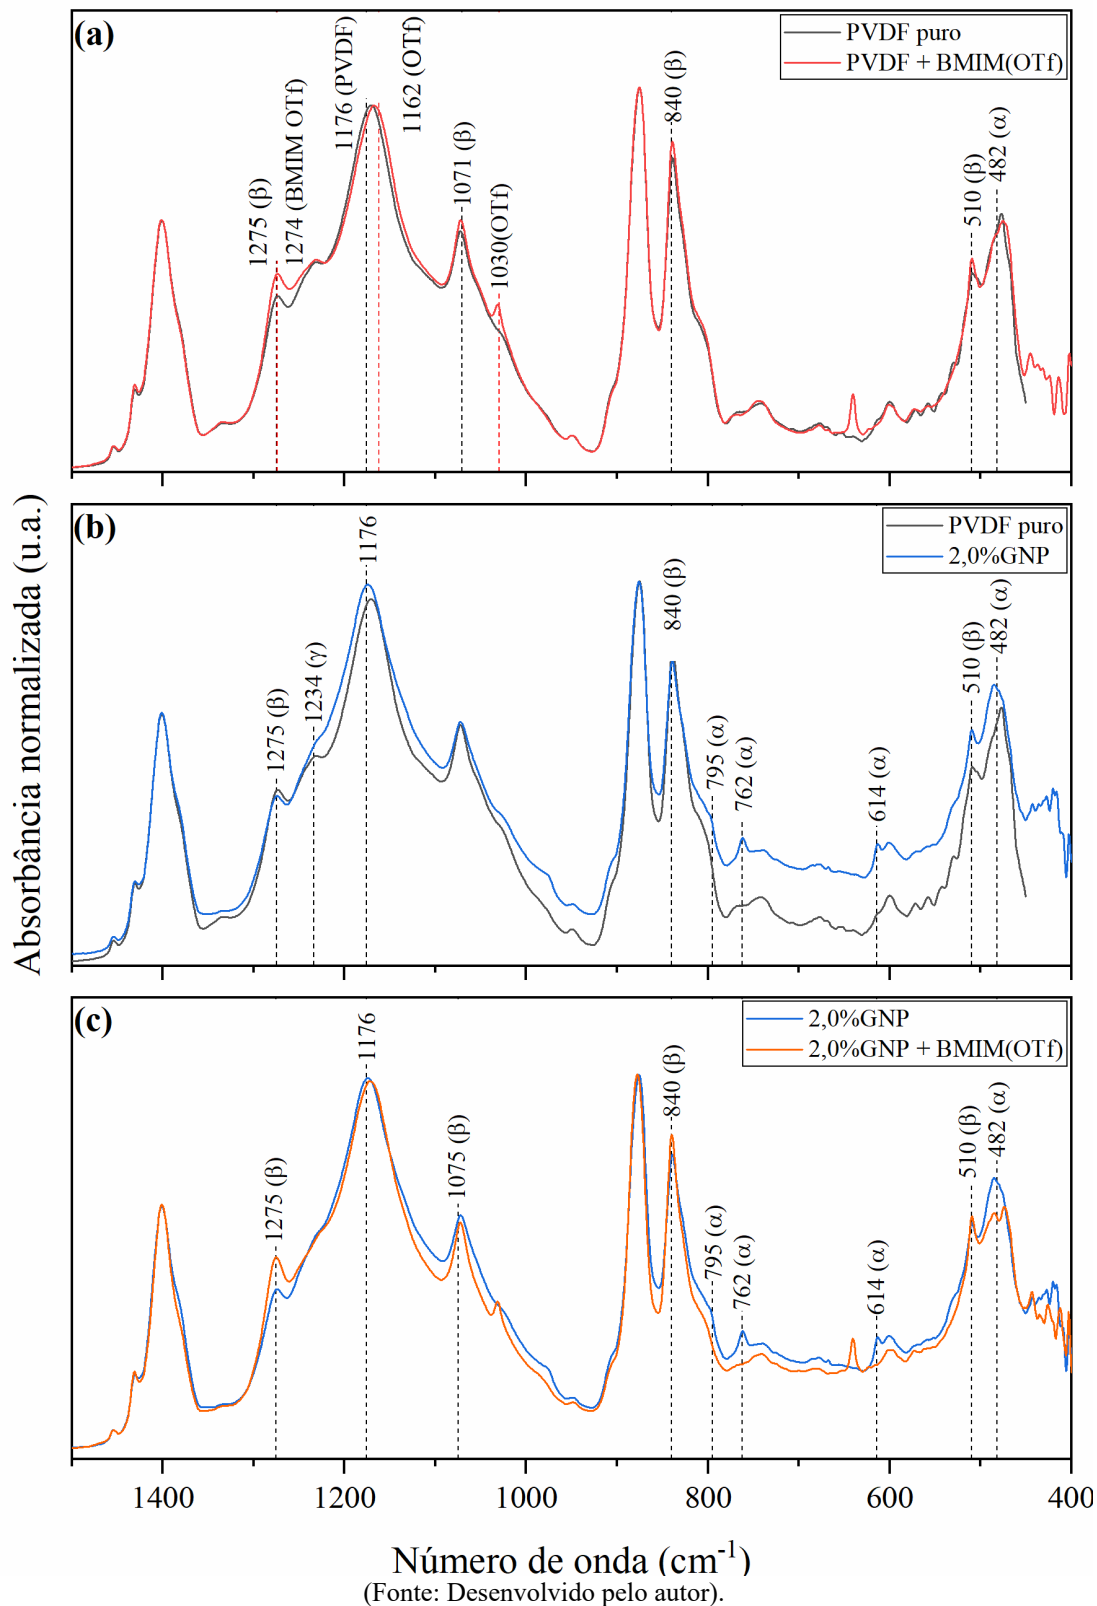 (a)
PVDF puro
PVDF + BMIM(OTf)
1275 (β)
1274 (BMIM OTf)
1176 (PVDF)
1162 (OTf)
1071 (β)
1030(OTf)
840 (β)
510 (β)
482 (α)
Absorbância normalizada (u.a.)
(b)
PVDF puro
2,0%GNP
1275 (β)
1234 (γ)
1176
840 (β)
795 (α)
762 (α)
614 (α)
510 (β)
482 (α)
(c)
2,0%GNP
2,0%GNP + BMIM(OTf)
1275 (β)
1176
1075 (β)
840 (β)
795 (α)
762 (α)
614 (α)
510 (β)
482 (α)
1400 1200 1000 800 600 400
Número de onda (cm-1)
(Fonte: Desenvolvido pelo autor).